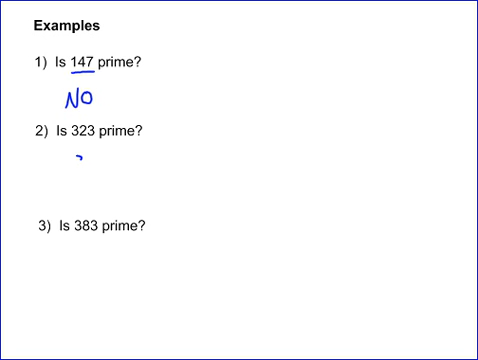 Examples
1) Is 147 prime?
NO
2) Is 323 prime?
3) Is 383 prime?